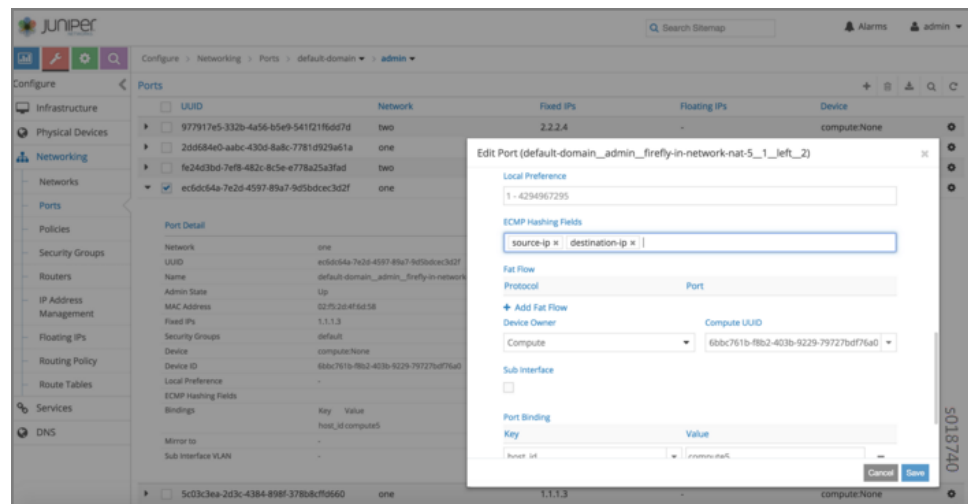 JUNIPER
NETWORKS
Search Sitemap
Alarms
admin
Configure > Networking > Ports > default-domain > admin
Configure
Ports
Infrastructure
Physical Devices
Networking
Networks
Ports
Policies
Security Groups
Routers
IP Address
Management
Floating IPs
Routing Policy
Route Tables
Services
DNS
UUID Network Fixed IPs Floating IPs Device
977917e5-332b-4a56-b5e9-541f21f6dd7d two 2.2.2.4 - compute:None
2dd684e0-aabc-430d-8a8c-7781d929a61a one
fe24d3bd-7ef8-482c-8c5e-e778a25a3fad two
ec6dc64a-7e2d-4597-89a7-9d5bdcec3d2f one
Port Detail
Network one
UUID ec6dc64a-7e2d-4597-89a7-9d5bdcec3d2f
Name default-domain__admin__firefly-in-network
Admin State Up
MAC Address 02:f5:2d:4f:6d:58
Fixed IPs 1.1.1.3
Security Groups default
Device compute:None
Device ID 6bbc761b-f8b2-403b-9229-79727bdf76a0
Local Preference -
ECMP Hashing Fields
Bindings Key Value
host_id compute5
Mirror to -
Sub Interface VLAN -
5c03c3ea-2d3c-4384-898f-378b8cffd660 one 1.1.1.3 - compute:None
Edit Port (default-domain__admin__firefly-in-network-nat-5__1__left__2)
Local Preference
1 - 4294967295
ECMP Hashing Fields
source-ip × destination-ip ×
Fat Flow
Protocol Port
+ Add Fat Flow
Device Owner Compute UUID
Compute 6bbc761b-f8b2-403b-9229-79727bdf76a0
Sub Interface
Port Binding
Key Value
host_id compute5
Cancel Save
s018740